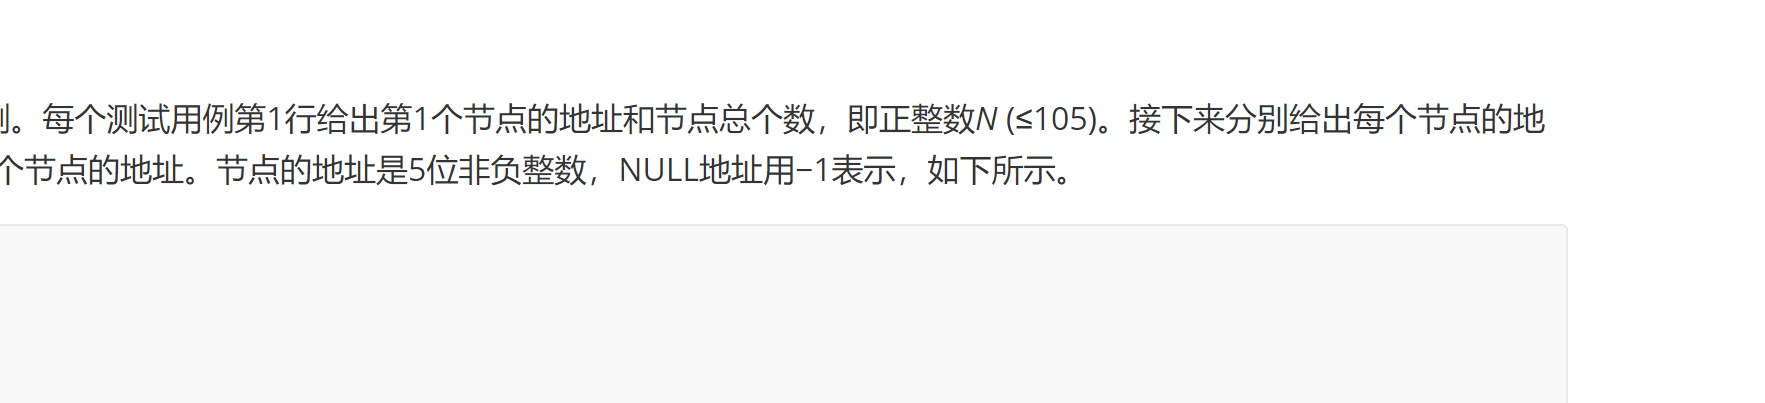 。每个测试用例第1行给出第1个节点的地址和节点总个数，即正整数N (≤105)。接下来分别给出每个节点的地
个节点的地址。节点的地址是5位非负整数，NULL地址用−1表示，如下所示。